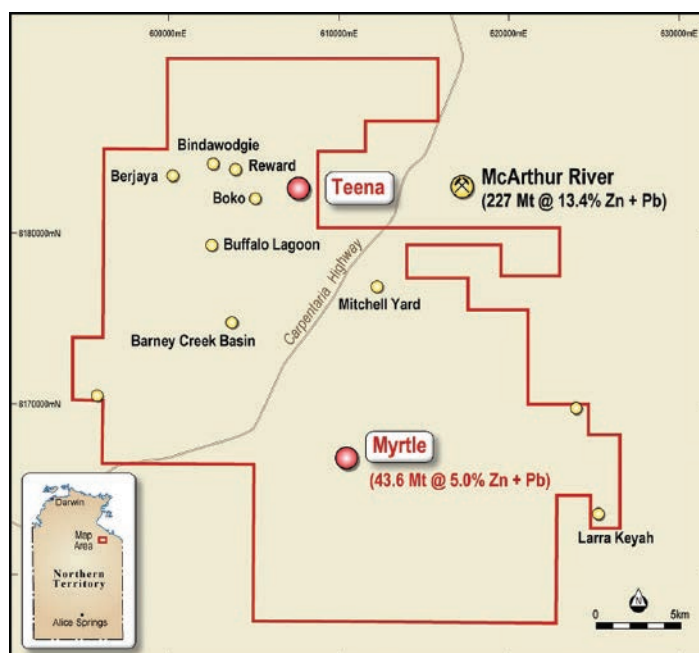 600000mE
610000mE
620000mE
630000mE
Bindawodgie
Reward
Berjaya
Boko
Teena
McArthur River
(227 Mt @ 13.4% Zn + Pb)
8180000mN
Buffalo Lagoon
Carpentaria Highway
Mitchell Yard
Barney Creek Basin
8170000mN
Myrtle
(43.6 Mt @ 5.0% Zn + Pb)
Larra Keyah
Darwin
Map
Area
Northern
Territory
Alice Springs
N
0
5km